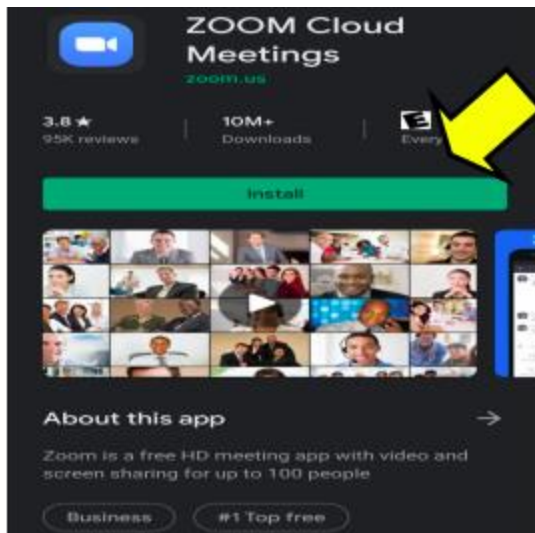 ZOOM Cloud
Meetings
zoom.us
3.8 ★
95K reviews
10M+
Downloads
E
Every
Install
About this app
Zoom is a free HD meeting app with video and
screen sharing for up to 100 people
Business
#1 Top free